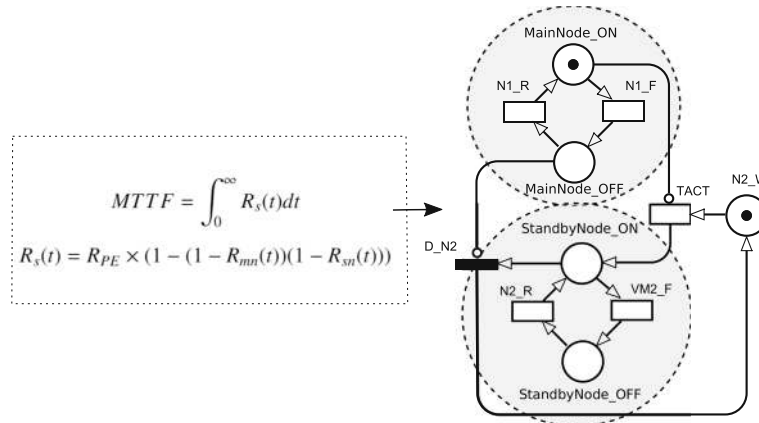 MTTF = ∫₀^∞ R_s(t)dt
R_s(t) = R_PE × (1 − (1 − R_mn(t))(1 − R_sn(t)))
MainNode_ON
N1_R
N1_F
MainNode_OFF
TACT
StandbyNode_ON
D_N2
N2_R
VM2_F
StandbyNode_OFF